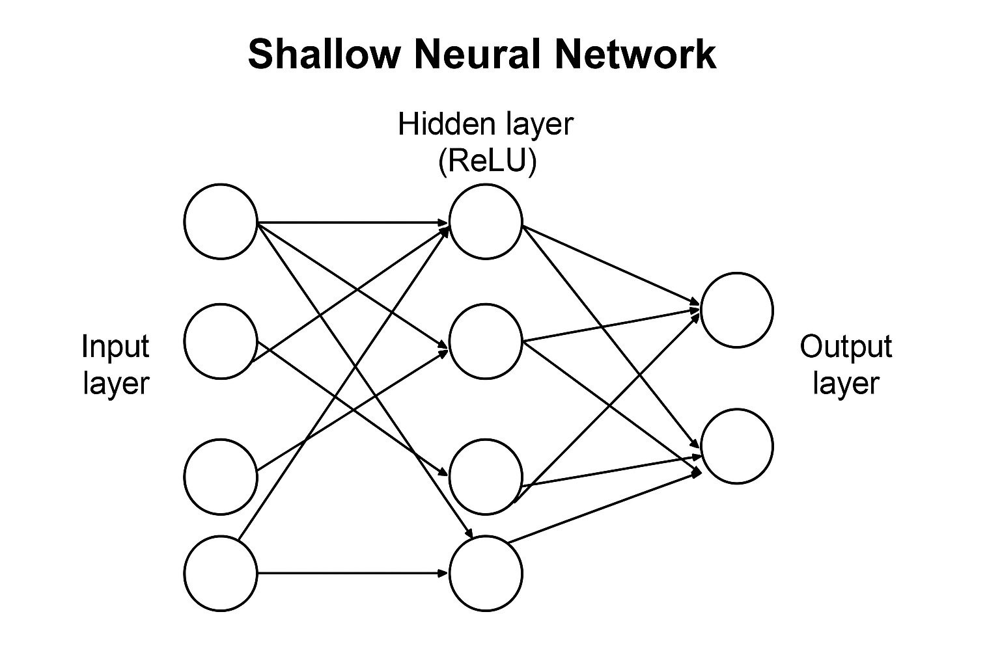 Shallow Neural Network
Hidden layer
(ReLU)
Input
layer
Output
layer